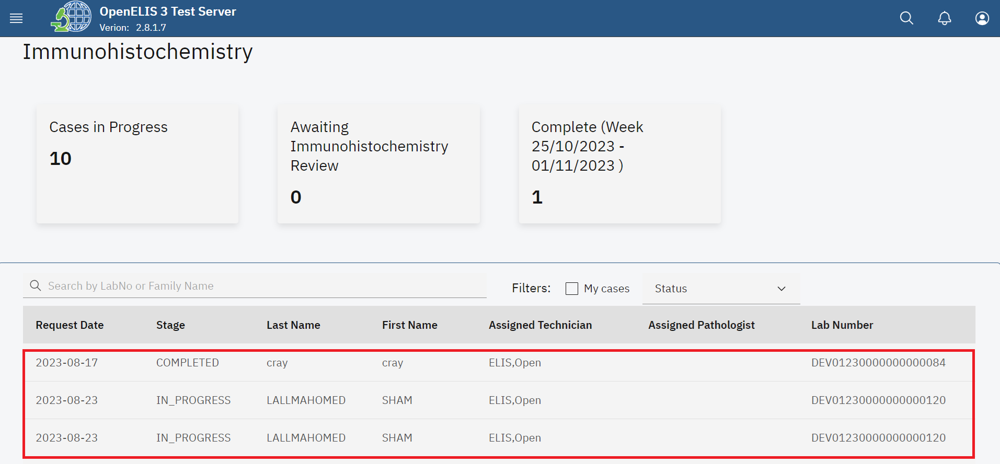 OpenELIS 3 Test Server
Verion: 2.8.1.7
Immunohistochemistry
Cases in Progress
10
Awaiting
Immunohistochemistry
Review
0
Complete (Week
25/10/2023 -
01/11/2023 )
1
Search by LabNo or Family Name
Filters: My cases Status
Request Date Stage Last Name First Name Assigned Technician Assigned Pathologist Lab Number
2023-08-17 COMPLETED cray cray ELIS,Open DEV01230000000000084
2023-08-23 IN_PROGRESS LALLMAHOMED SHAM ELIS,Open DEV01230000000000120
2023-08-23 IN_PROGRESS LALLMAHOMED SHAM ELIS,Open DEV01230000000000120